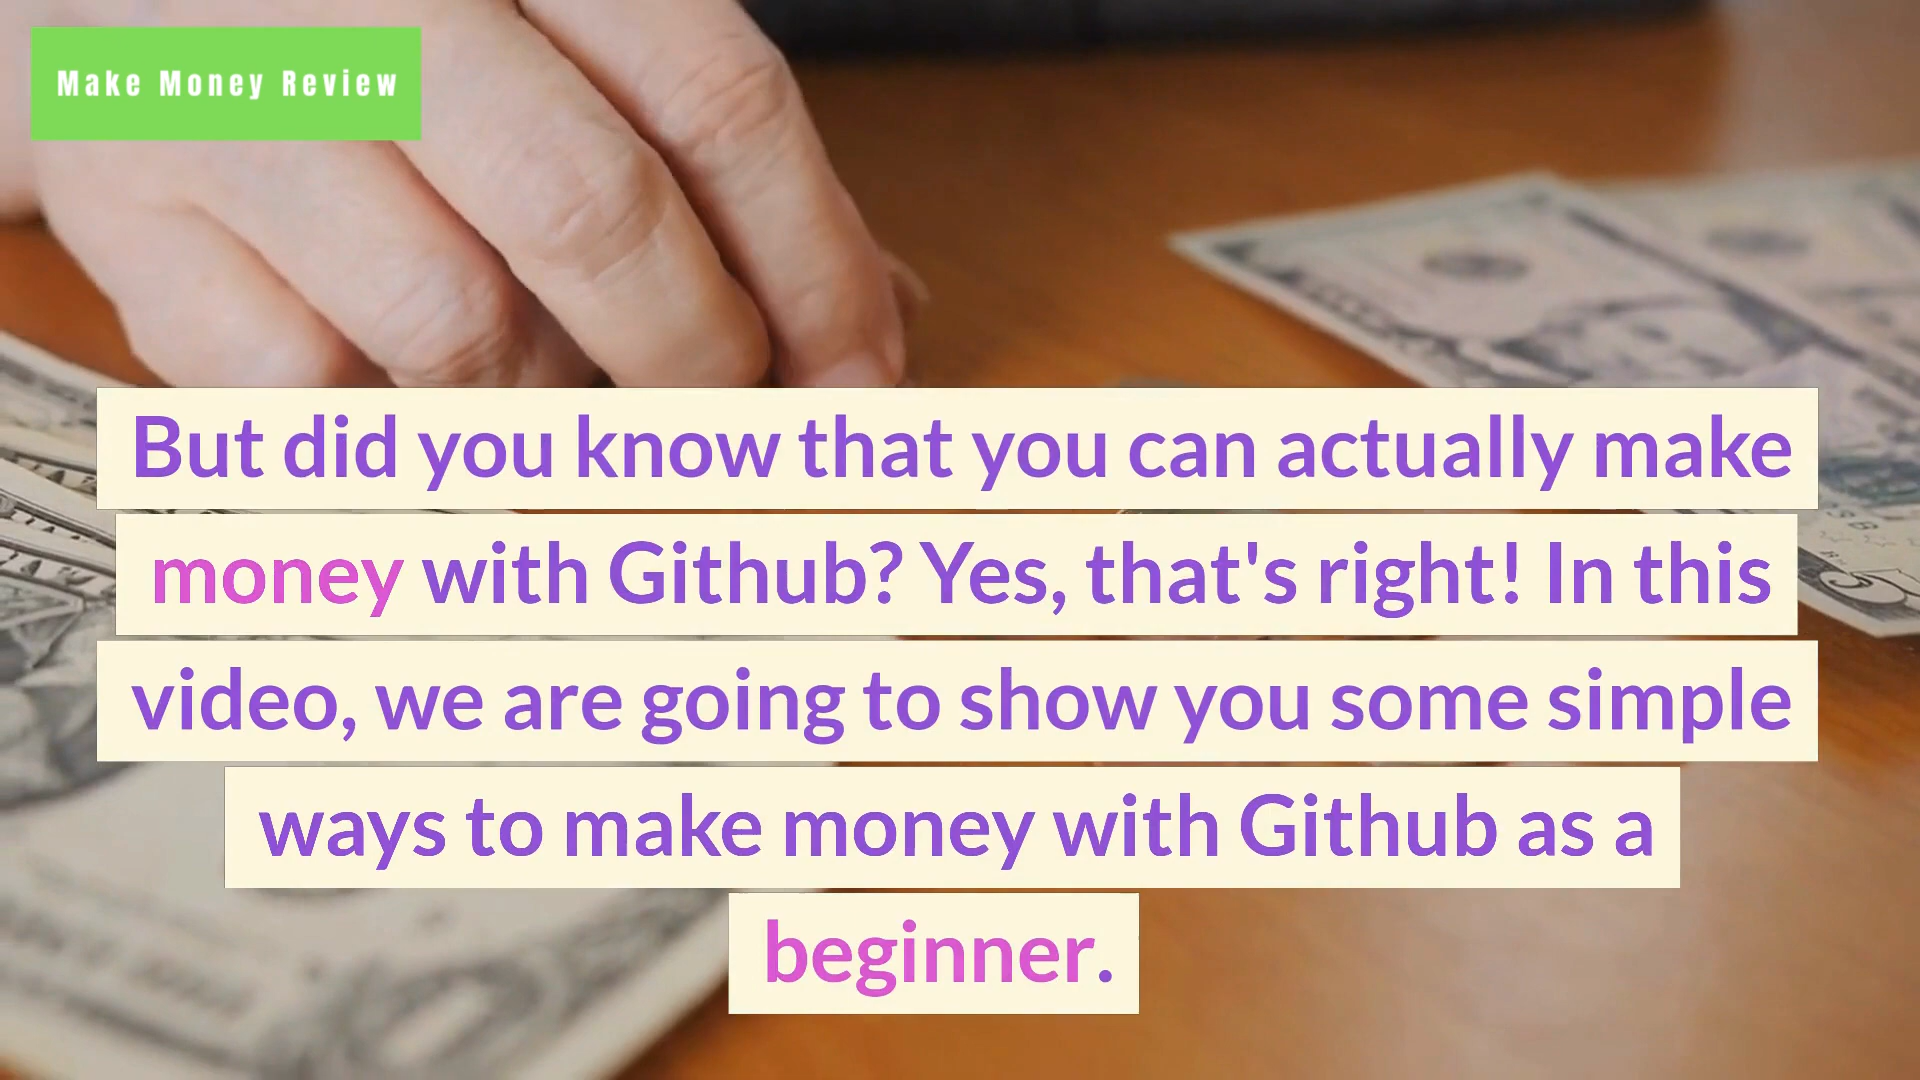 Make Money Review
But did you know that you can actually make
money with Github? Yes, that's right! In this
video, we are going to show you some simple
ways to make money with Github as a
beginner.